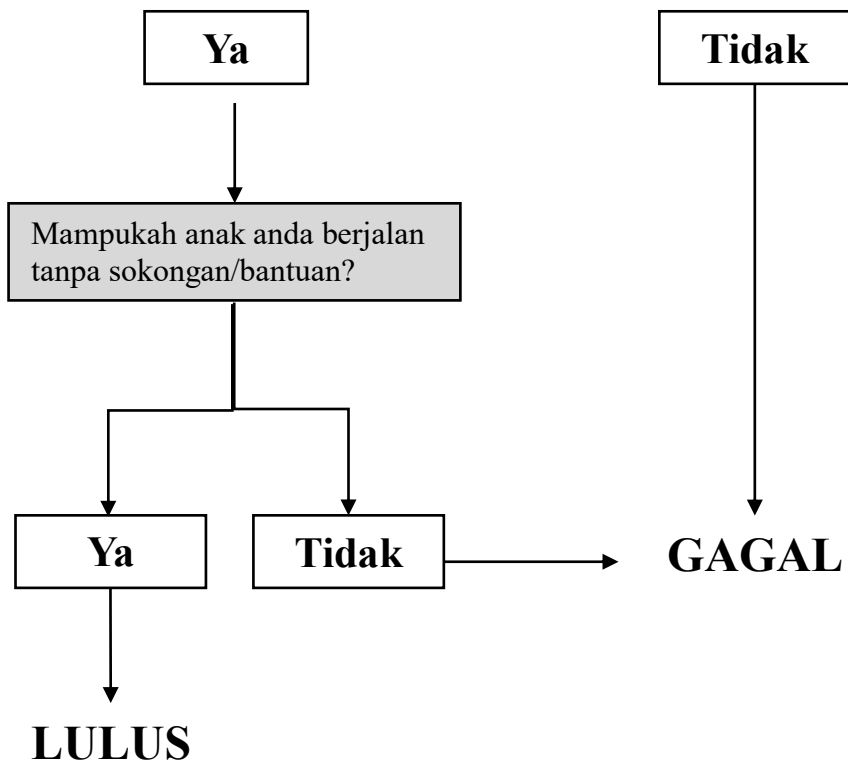 Ya
Tidak
Mampukah anak anda berjalan
tanpa sokongan/bantuan?
Ya
Tidak
GAGAL
LULUS